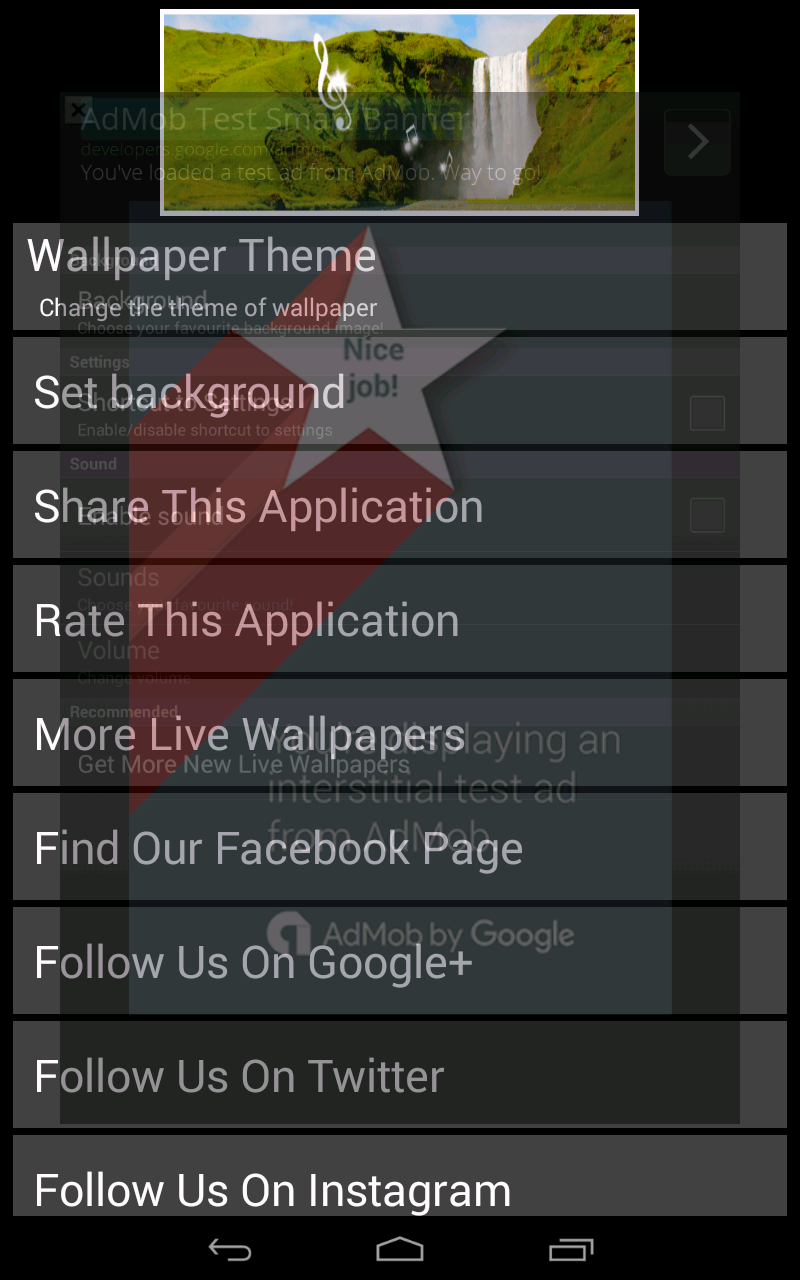 AdMob Test Smart Banner
developers.google.com/admob
You've loaded a test ad from AdMob. Way to go!
Wallpaper Theme
Background
Background
Change the theme of wallpaper
Choose your favourite background image!
Nice
job!
Settings
Set background
Shortcut to Settings
Enable/disable shortcut to settings
Sound
Share This Application
Enable sound
Sounds
Choose your favourite sound!
Rate This Application
Volume
Change volume
Recommended
More Live Wallpapers
You're displaying an
Get More New Live Wallpapers
interstitial test ad
from AdMob.
Find Our Facebook Page
AdMob by Google
Follow Us On Google+
Follow Us On Twitter
Follow Us On Instagram